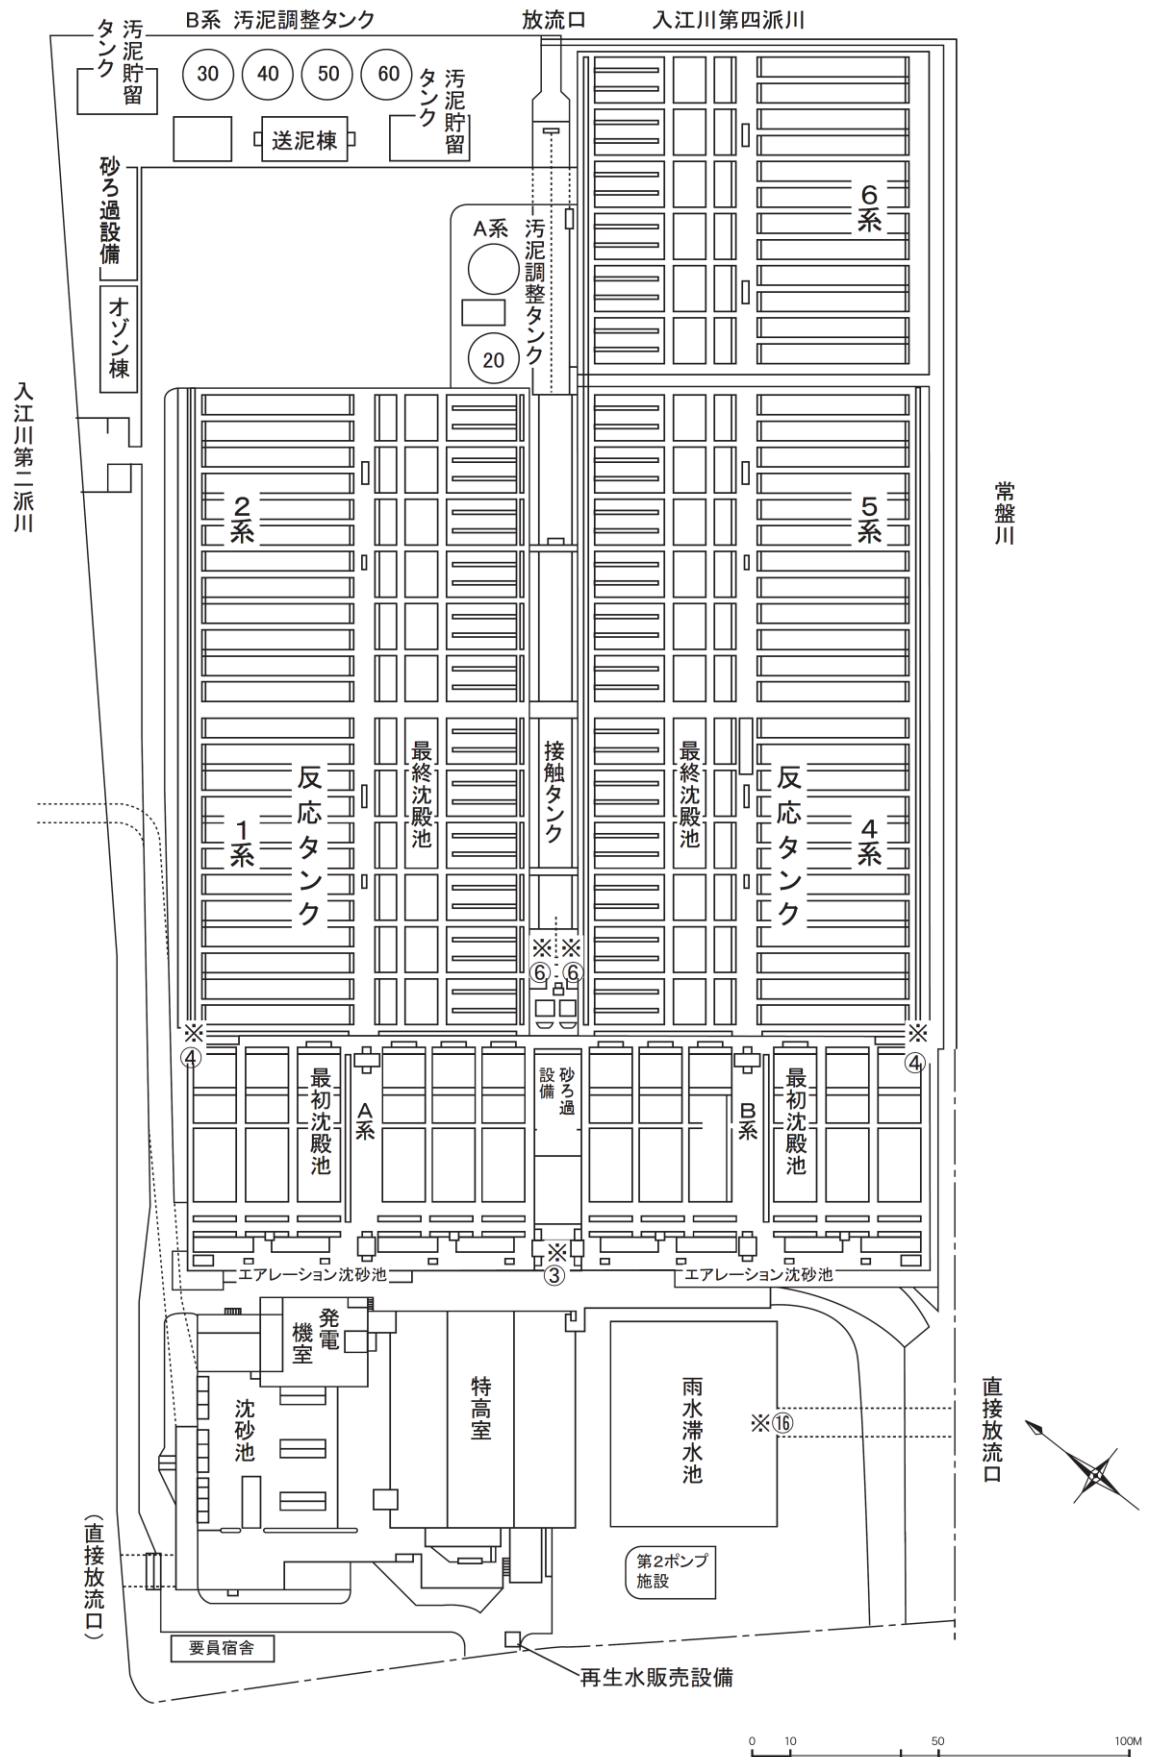 B系 汚泥調整タンク
放流口
入江川第四派川
汚泥貯留
タンク
30
40
50
60
汚泥貯留
タンク
送泥棟
砂ろ過設備
オゾン棟
A系
汚泥調整タンク
20
6系
入江川第二派川
2系
5系
常盤川
1系
反応タンク
最終沈殿池
接触タンク
最終沈殿池
反応タンク
4系
※
⑥
※
⑥
※
④
※
④
最初沈殿池
A系
砂ろ過
設備
B系
最初沈殿池
※
③
エアレーション沈砂池
エアレーション沈砂池
発電
機室
沈砂池
特高室
雨水滞水池
※⑯
直接放流口
(直接放流口)
第2ポンプ
施設
要員宿舎
再生水販売設備
0 10 50 100M